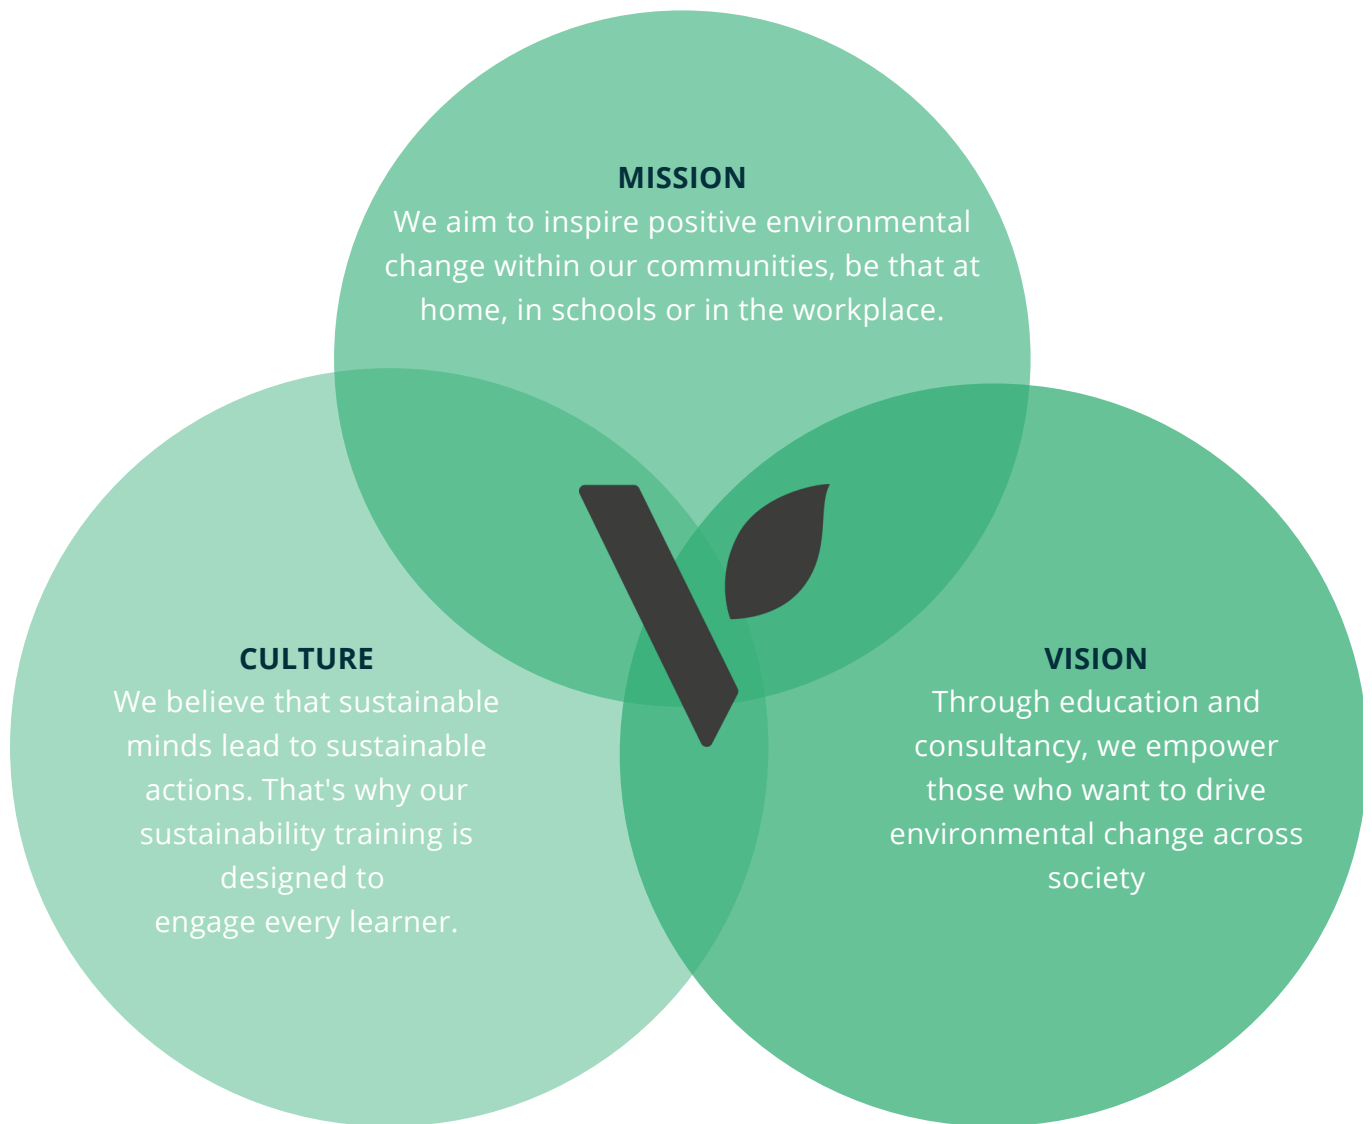 MISSION
We aim to inspire positive environmental
change within our communities, be that at
home, in schools or in the workplace.
CULTURE
We believe that sustainable
minds lead to sustainable
actions. That's why our
sustainability training is
designed to
engage every learner.
VISION
Through education and
consultancy, we empower
those who want to drive
environmental change across
society